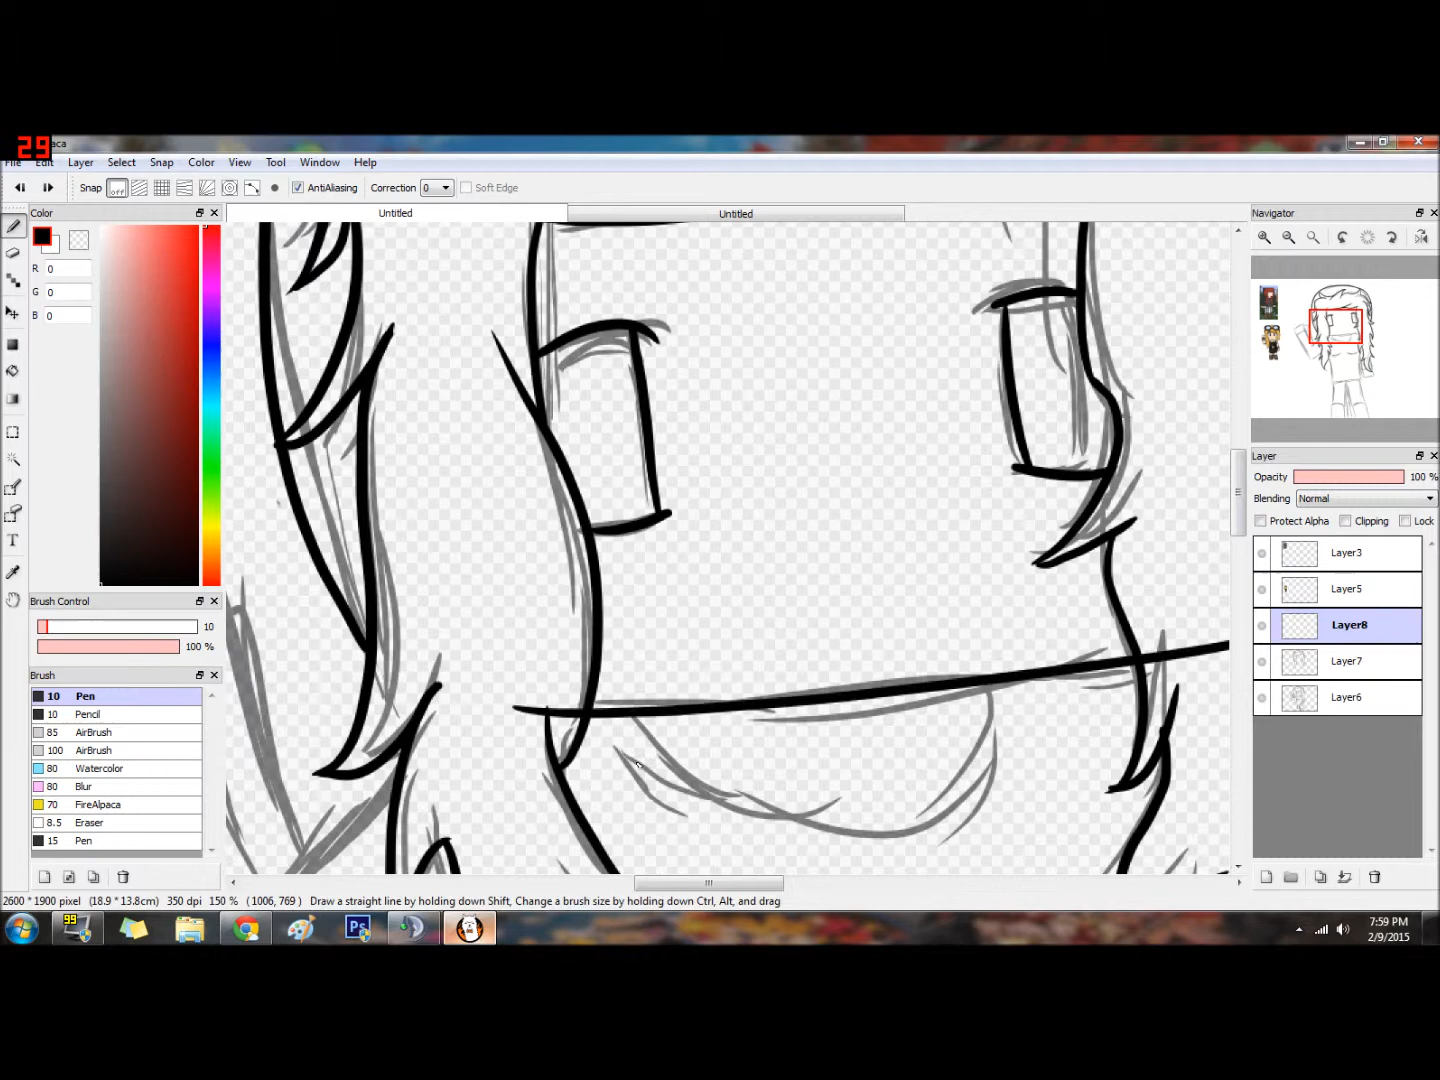 29
aca
File Edit Layer Select Snap Color View Tool Window Help
Snap off AntiAliasing Correction 0 Soft Edge
Color
Untitled
Untitled
Navigator
R 0
G 0
B 0
Layer
Opacity 100 %
Blending Normal
Protect Alpha Clipping Lock
Layer3
Layer5
Layer8
Layer7
Layer6
T
Brush Control
10
100 %
Brush
10 Pen
10 Pencil
85 AirBrush
100 AirBrush
80 Watercolor
80 Blur
70 FireAlpaca
8.5 Eraser
15 Pen
2600 * 1900 pixel (18.9 * 13.8cm) 350 dpi 150 % ( 1006, 769 ) Draw a straight line by holding down Shift, Change a brush size by holding down Ctrl, Alt, and drag
99
Ps
7:59 PM
2/9/2015